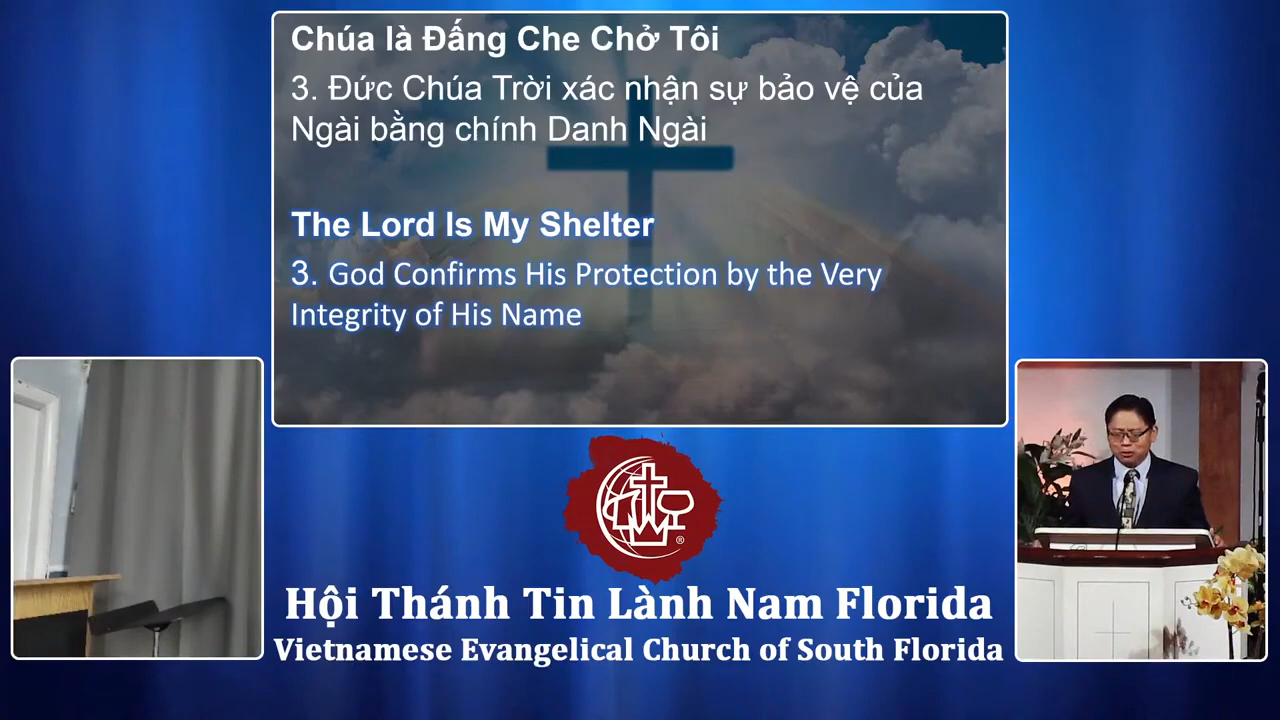 Chúa là Đấng Che Chở Tôi
3. Đức Chúa Trời xác nhận sự bảo vệ của
Ngài bằng chính Danh Ngài
The Lord Is My Shelter
3. God Confirms His Protection by the Very
Integrity of His Name
®
Hội Thánh Tin Lành Nam Florida
Vietnamese Evangelical Church of South Florida